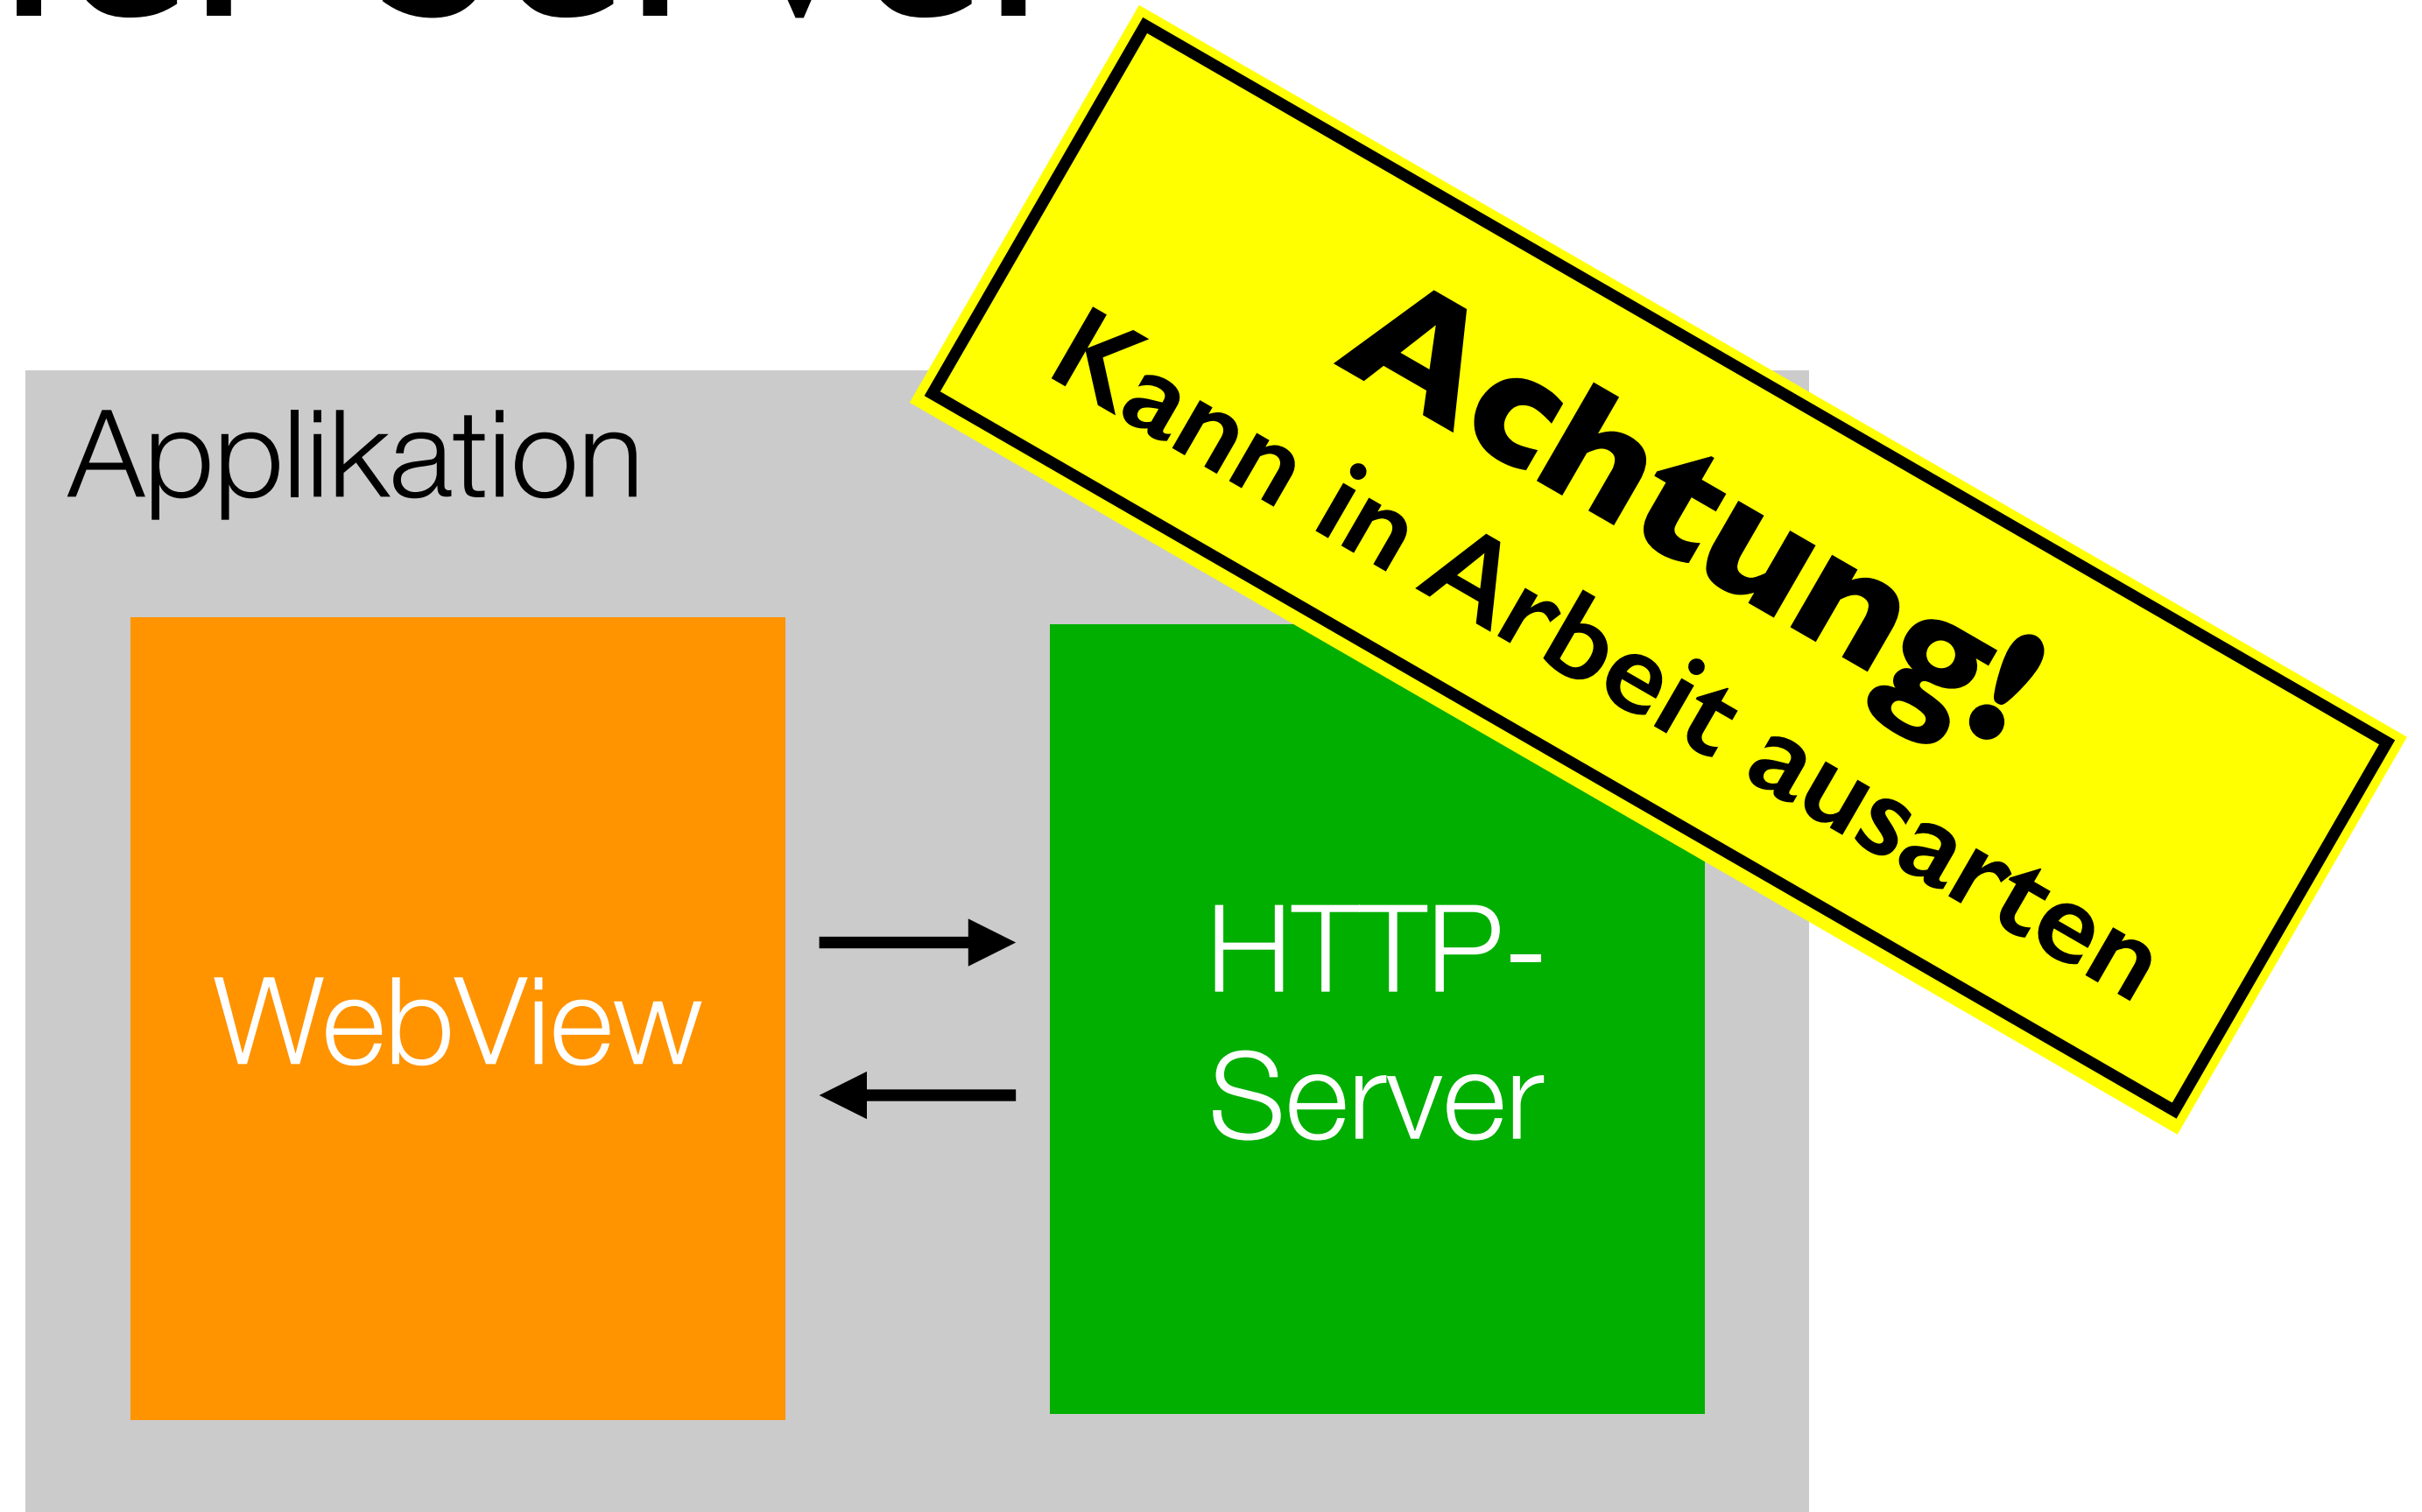 Achtung!
Kann in Arbeit ausarten
Applikation
WebView
HTTP-
Server